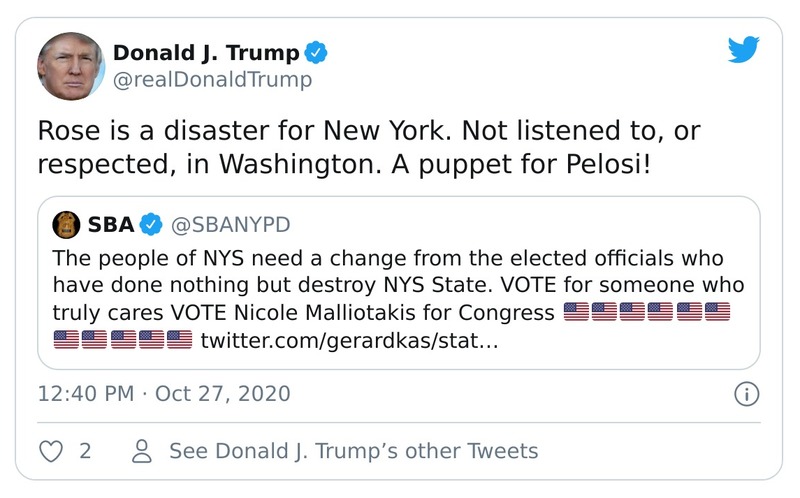 Donald J. Trump
@realDonaldTrump
Rose is a disaster for New York. Not listened to, or
respected, in Washington. A puppet for Pelosi!
SBA @SBANYPD
The people of NYS need a change from the elected officials who
have done nothing but destroy NYS State. VOTE for someone who
truly cares VOTE Nicole Malliotakis for Congress 🇺🇸🇺🇸🇺🇸🇺🇸🇺🇸🇺🇸
🇺🇸🇺🇸🇺🇸🇺🇸🇺🇸 twitter.com/gerardkas/stat…
12:40 PM · Oct 27, 2020
2 See Donald J. Trump’s other Tweets